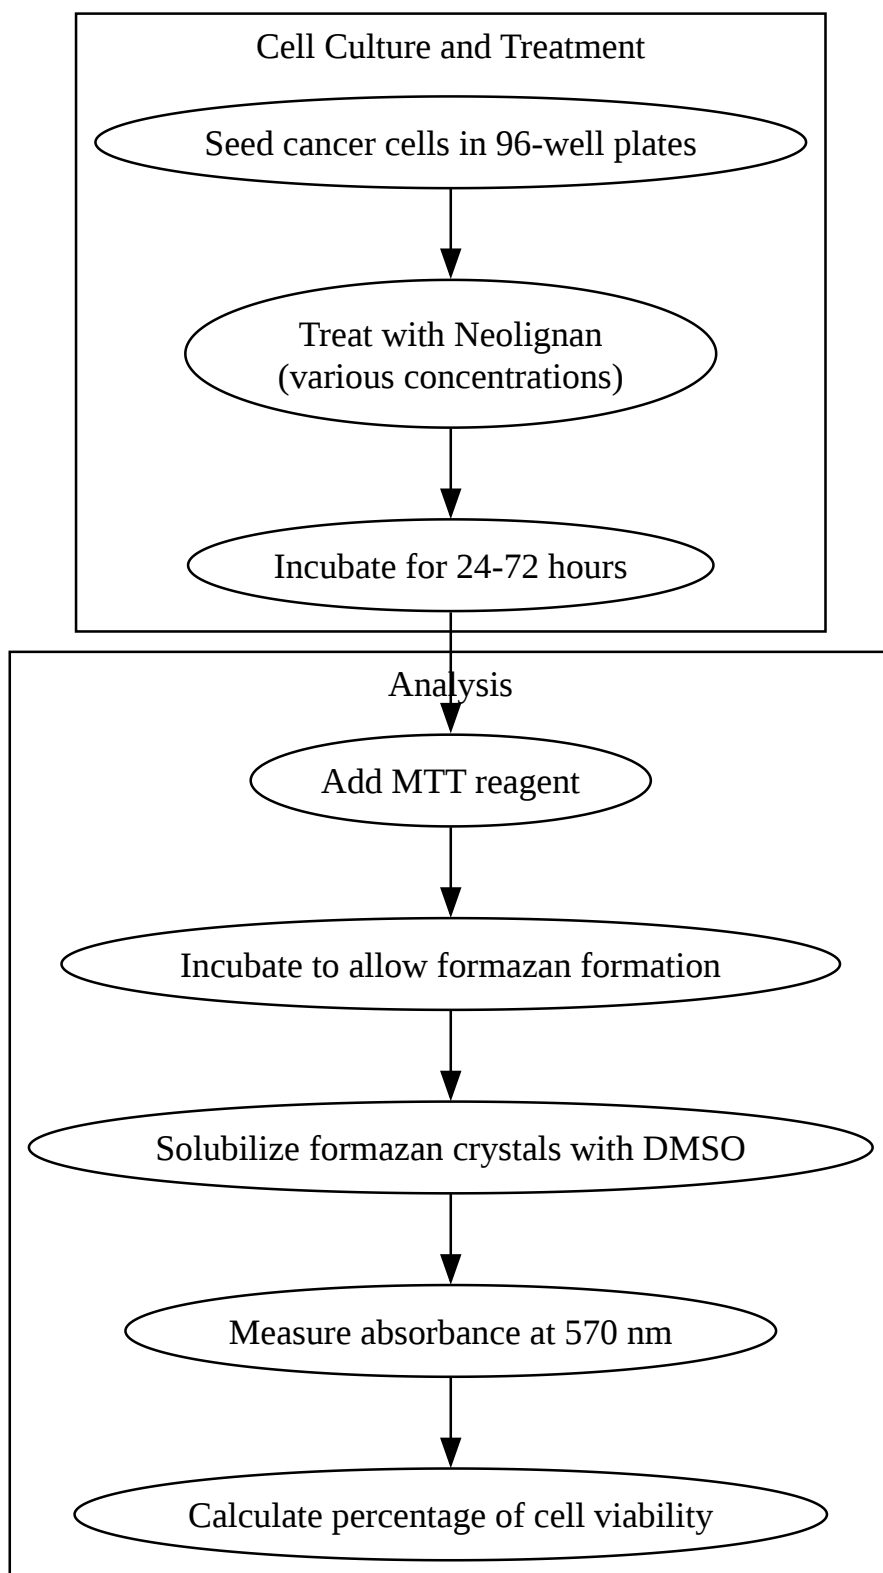 Cell Culture and Treatment
Seed cancer cells in 96-well plates
Treat with Neolignan
(various concentrations)
Incubate for 24-72 hours
Analysis
Add MTT reagent
Incubate to allow formazan formation
Solubilize formazan crystals with DMSO
Measure absorbance at 570 nm
Calculate percentage of cell viability